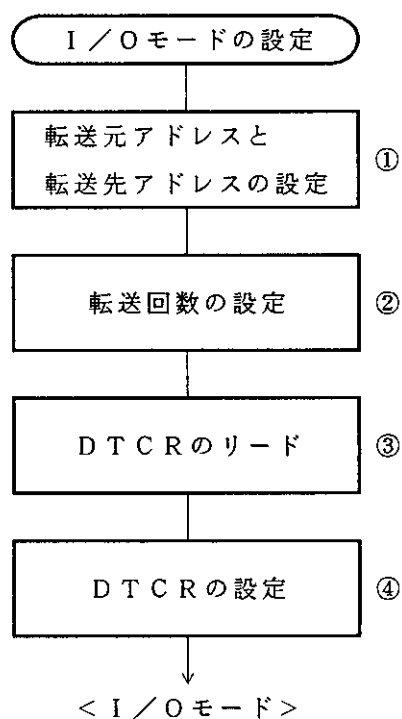 I/Oモードの設定
転送元アドレスと
転送先アドレスの設定
①
転送回数の設定
②
DTCRのリード
③
DTCRの設定
④
<I/Oモード>